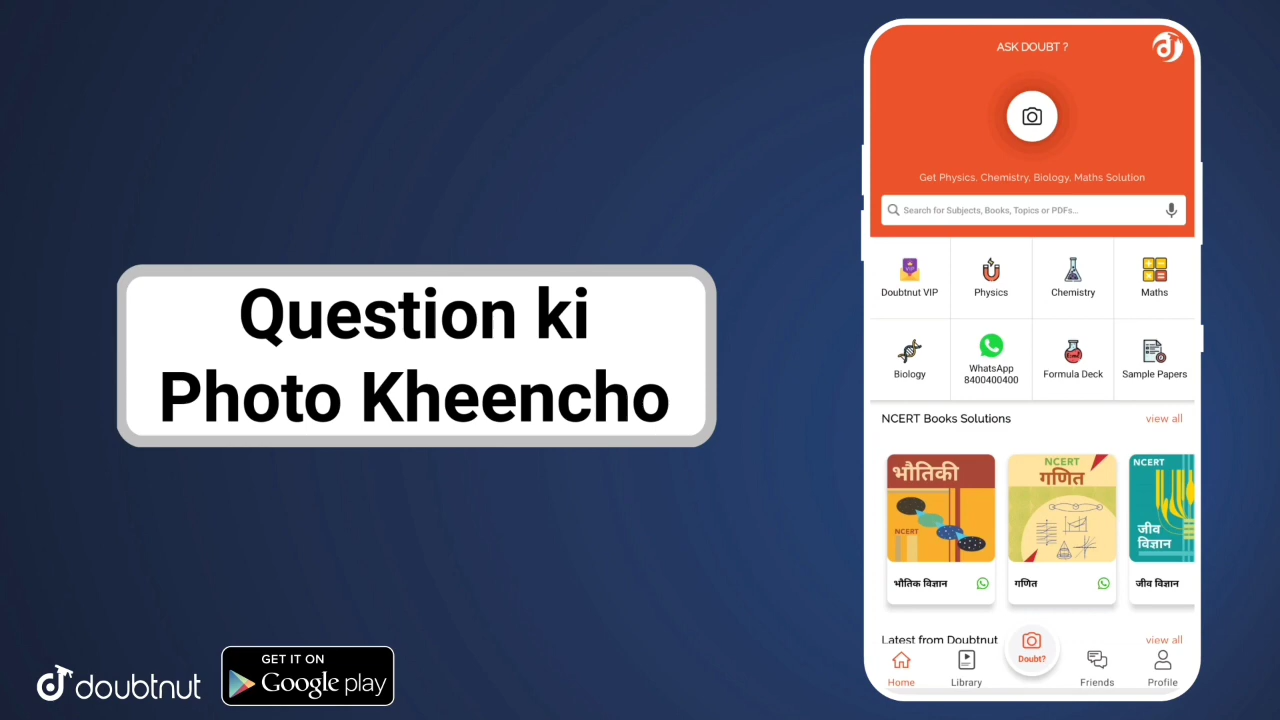 Question ki
Photo Kheencho
doubtnut
GET IT ON
Google play
ASK DOUBT ?
Get Physics, Chemistry, Biology, Maths Solution
Search for Subjects, Books, Topics or PDFs...
Doubtnut VIP
Physics
Chemistry
Maths
Biology
WhatsApp
8400400400
Formula Deck
Sample Papers
NCERT Books Solutions
view all
भौतिकी
NCERT
भौतिक विज्ञान
NCERT
गणित
गणित
NCERT
जीव
विज्ञान
जीव विज्ञान
Latest from Doubtnut
view all
Home
Library
Doubt?
Friends
Profile